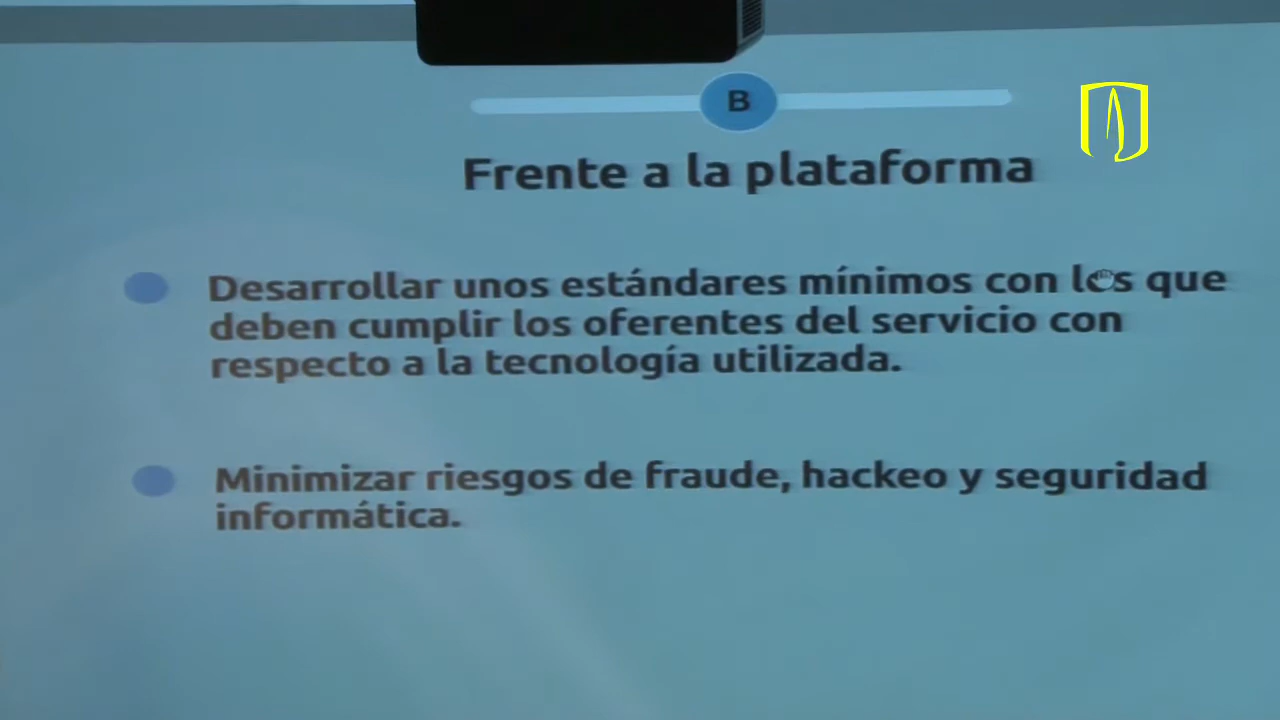 B
Frente a la plataforma
Desarrollar unos estándares mínimos con los que
deben cumplir los oferentes del servicio con
respecto a la tecnología utilizada.
Minimizar riesgos de fraude, hackeo y seguridad
informática.